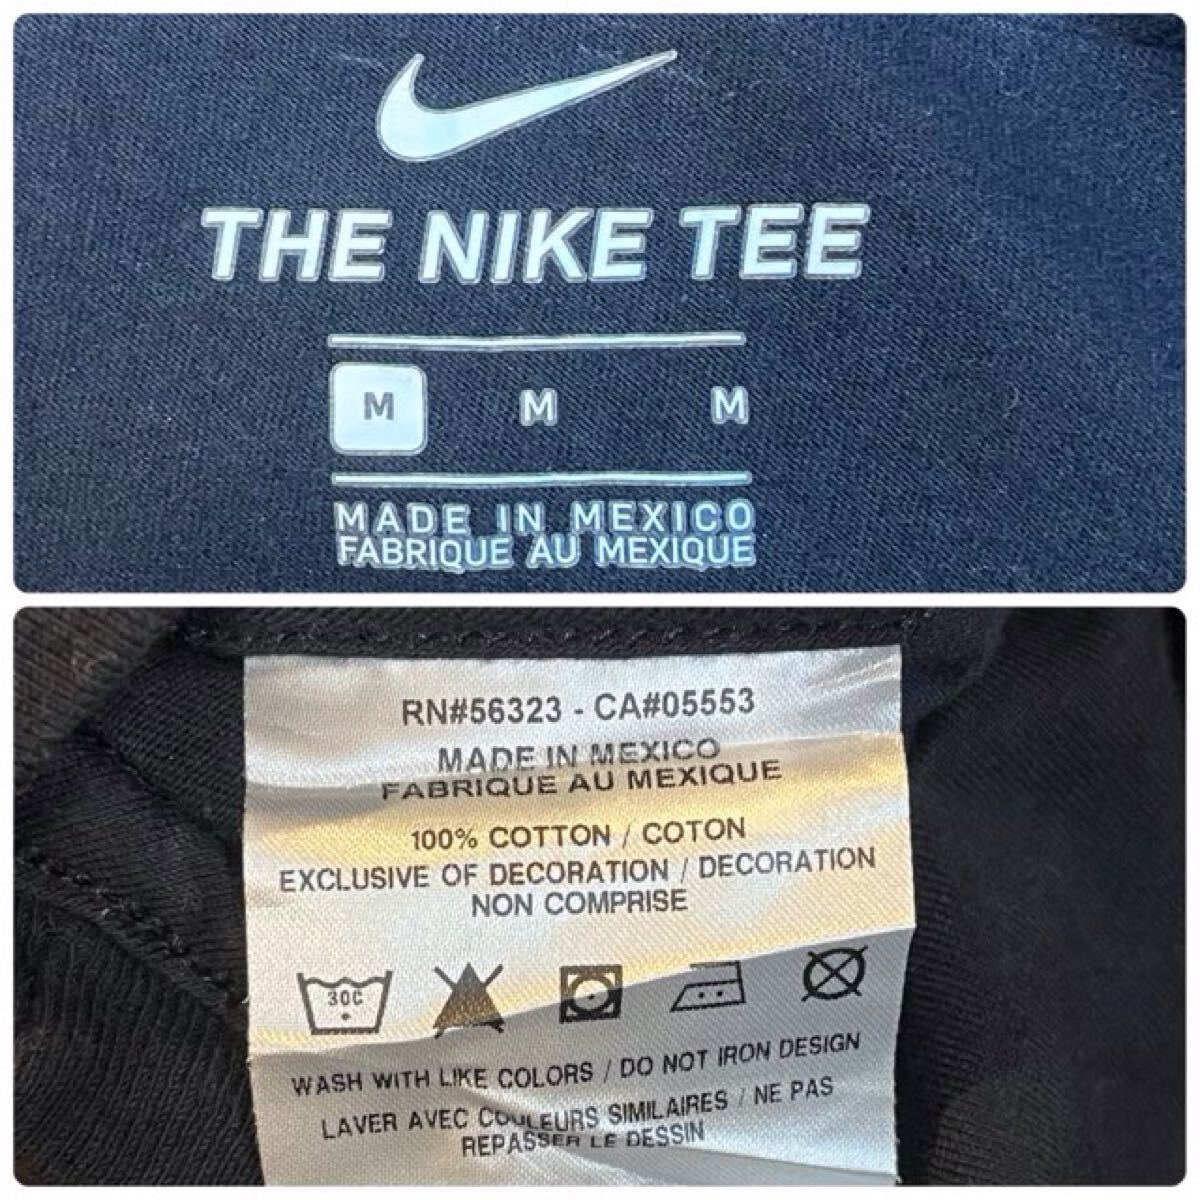 THE NIKE TEE
M M M
MADE IN MEXICO
FABRIQUE AU MEXIQUE
RN#56323 - CA#05553
MADE IN MEXICO
FABRIQUE AU MEXIQUE
100% COTTON / COTON
EXCLUSIVE OF DECORATION / DECORATION
NON COMPRISE
30C
WASH WITH LIKE COLORS / DO NOT IRON DESIGN
LAVER AVEC COULEURS SIMILAIRES / NE PAS
REPASSER LE DESSIN